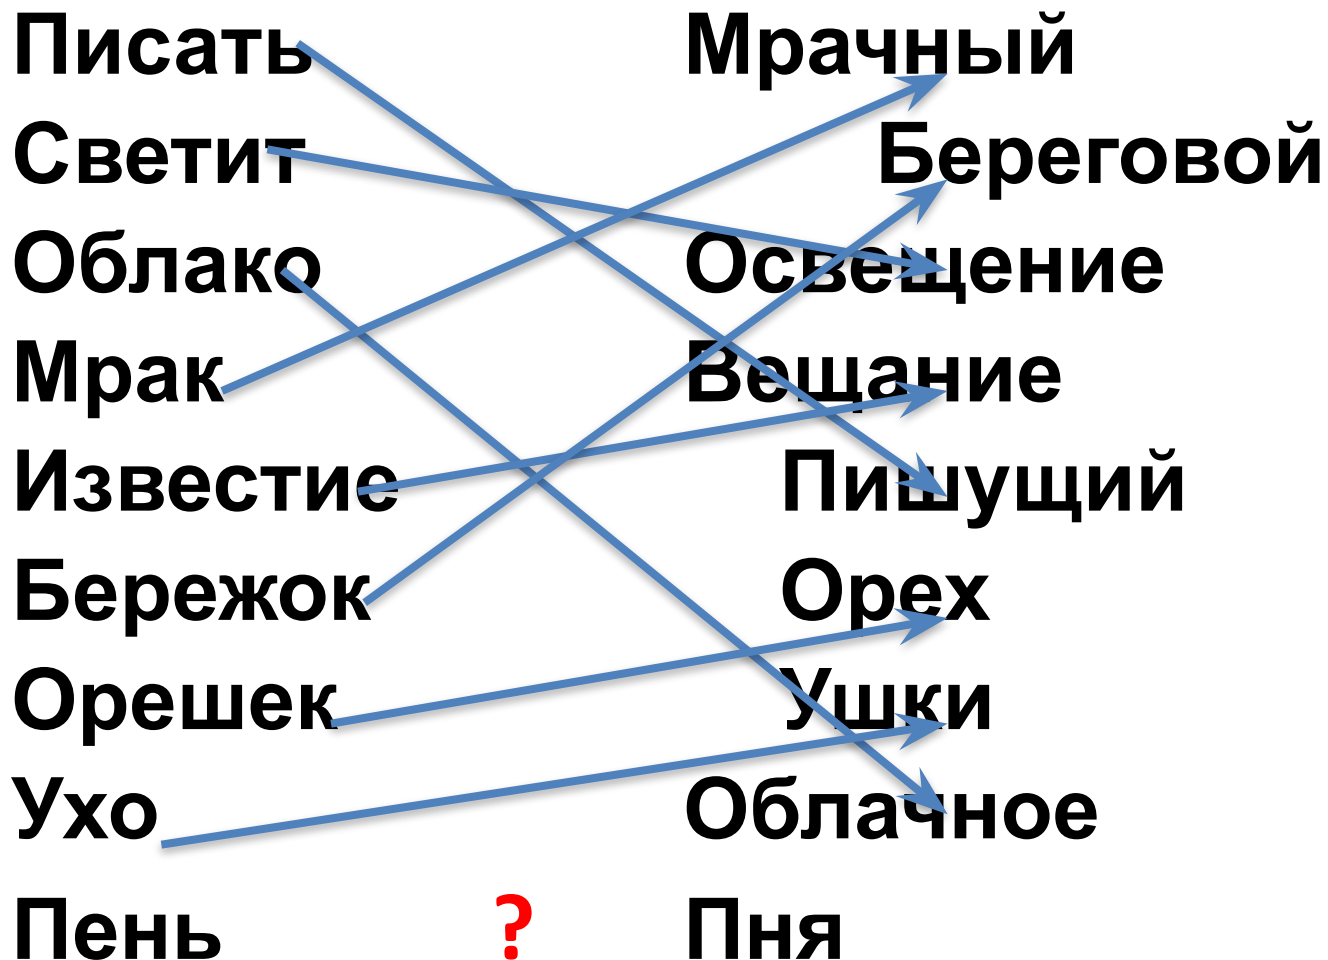 Писать Мрачный
Светит Береговой
Облако Освещение
Мрак Вещание
Известие Пишущий
Бережок Орех
Орешек Ушки
Ухо Облачное
Пень ? Пня